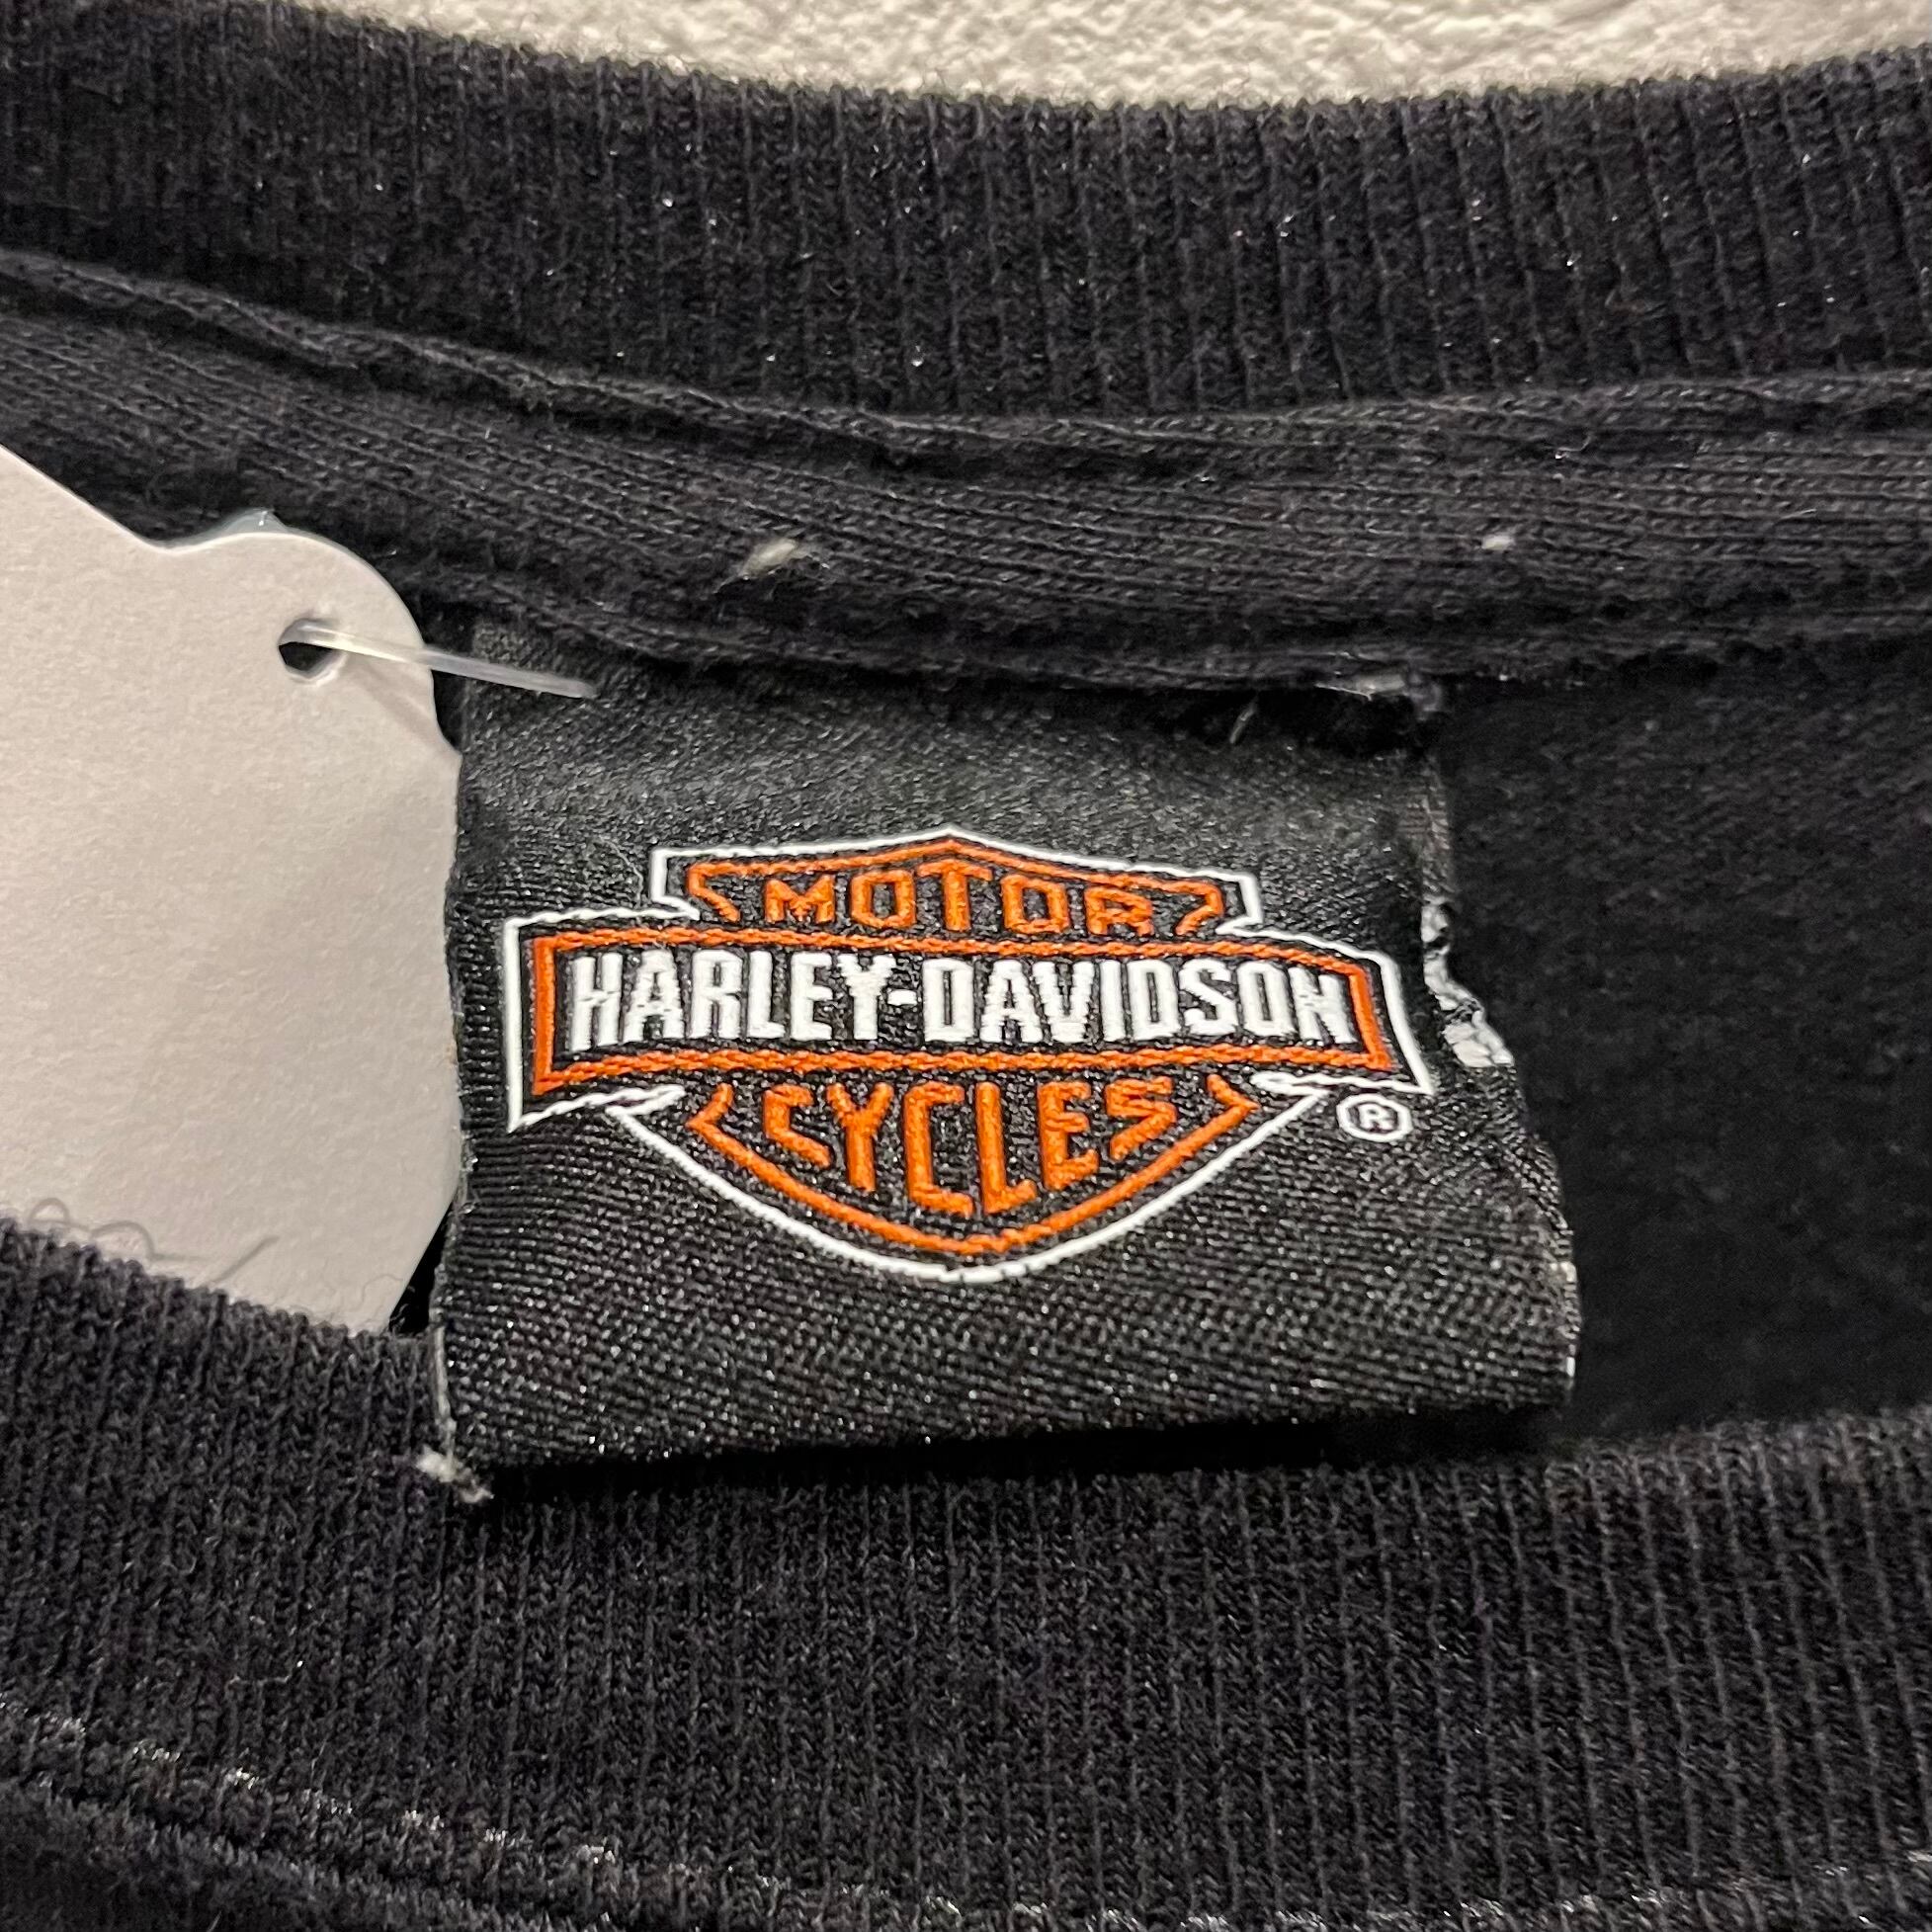 MOTOR
HARLEY-DAVIDSON
CYCLES
®